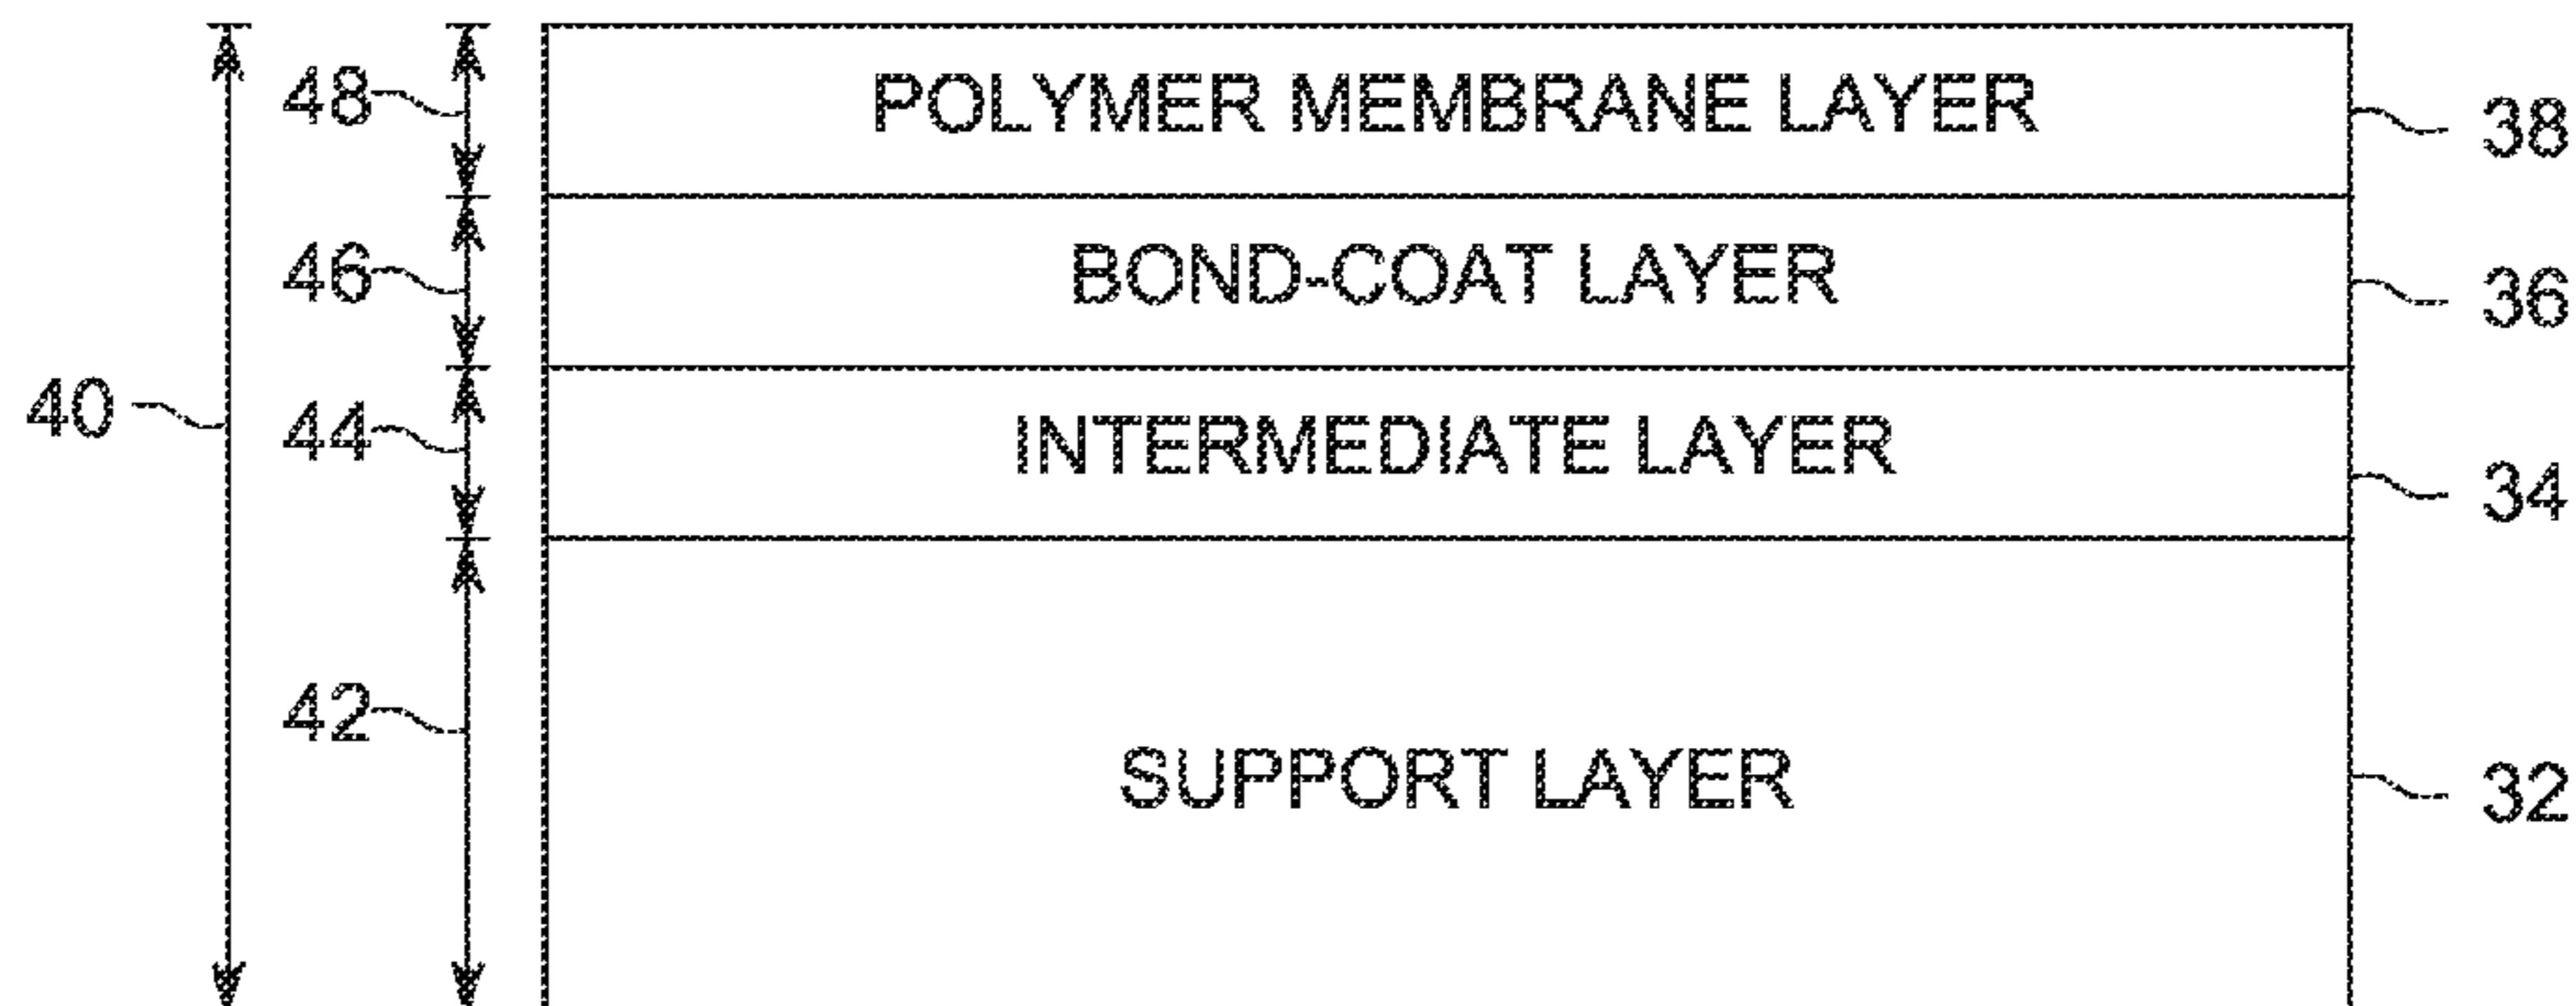 48 POLYMER MEMBRANE LAYER 38
46 BOND-COAT LAYER 36
40 44 INTERMEDIATE LAYER 34
42 SUPPORT LAYER 32